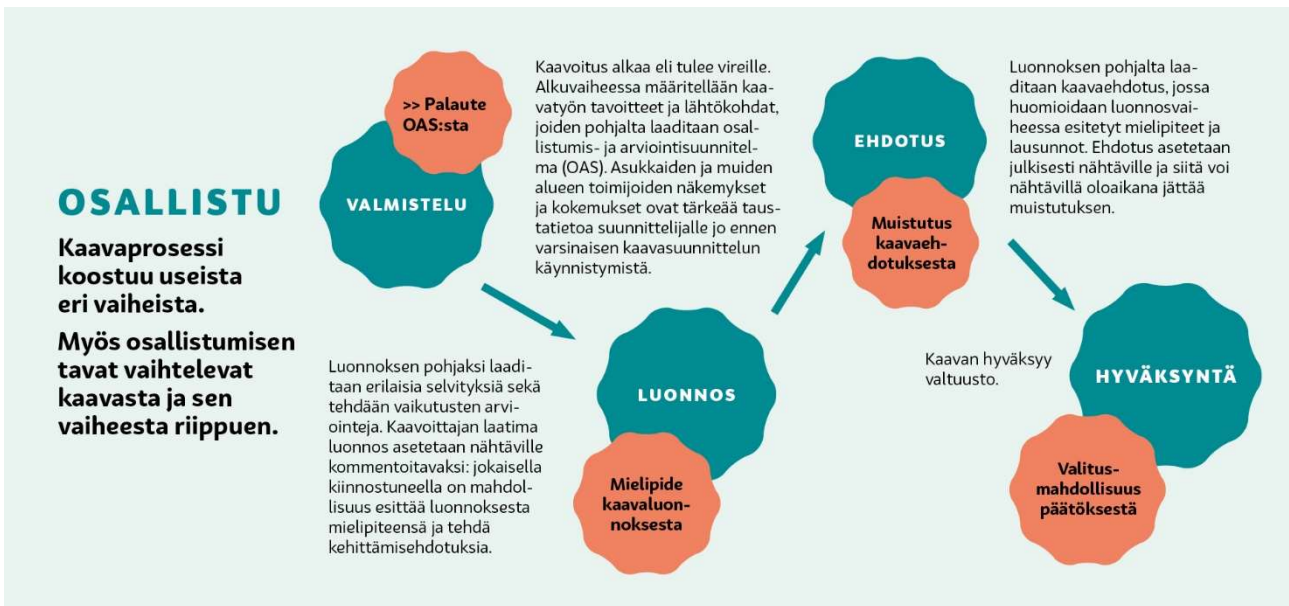 OSALLISTU
Kaavaprosessi
koostuu useista
eri vaiheista.
Myös osallistumisen
tavat vaihtelevat
kaavasta ja sen
vaiheesta riippuen.
>> Palaute
OAS:sta
VALMISTELU
Kaavoitus alkaa eli tulee vireille.
Alkuvaiheessa määritellään kaa-
vatyön tavoitteet ja lähtökohdat,
joiden pohjalta laaditaan osal-
listumis- ja arviointisuunnitel-
ma (OAS). Asukkaiden ja muiden
alueen toimijoiden näkemykset
ja kokemukset ovat tärkeää taus-
tatietoa suunnittelijalle jo ennen
varsinaisen kaavasuunnittelun
käynnistymistä.
Luonnoksen pohjaksi laadi-
taan erilaisia selvityksiä sekä
tehdään vaikutusten arvi-
ointeja. Kaavoittajan laatima
luonnos asetetaan nähtäville
kommentoitavaksi: jokaisella
kiinnostuneella on mahdol-
lisuus esittää luonnoksesta
mielipiteensä ja tehdä
kehittämisehdotuksia.
LUONNOS
Mielipide
kaavaluon-
noksesta
EHDOTUS
Muistutus
kaavaeh-
dotuksesta
Luonnoksen pohjalta laa-
ditaan kaavaehdotus, jossa
huomioidaan luonnosvai-
heessa esitetyt mielipiteet ja
lausunnot. Ehdotus asetetaan
julkisesti nähtäville ja siitä voi
nähtävillä oloaikana jättää
muistutuksen.
Kaavan hyväksyy
valtuusto.
HYVÄKSYNTÄ
Valitus-
mahdollisuus
päätöksestä